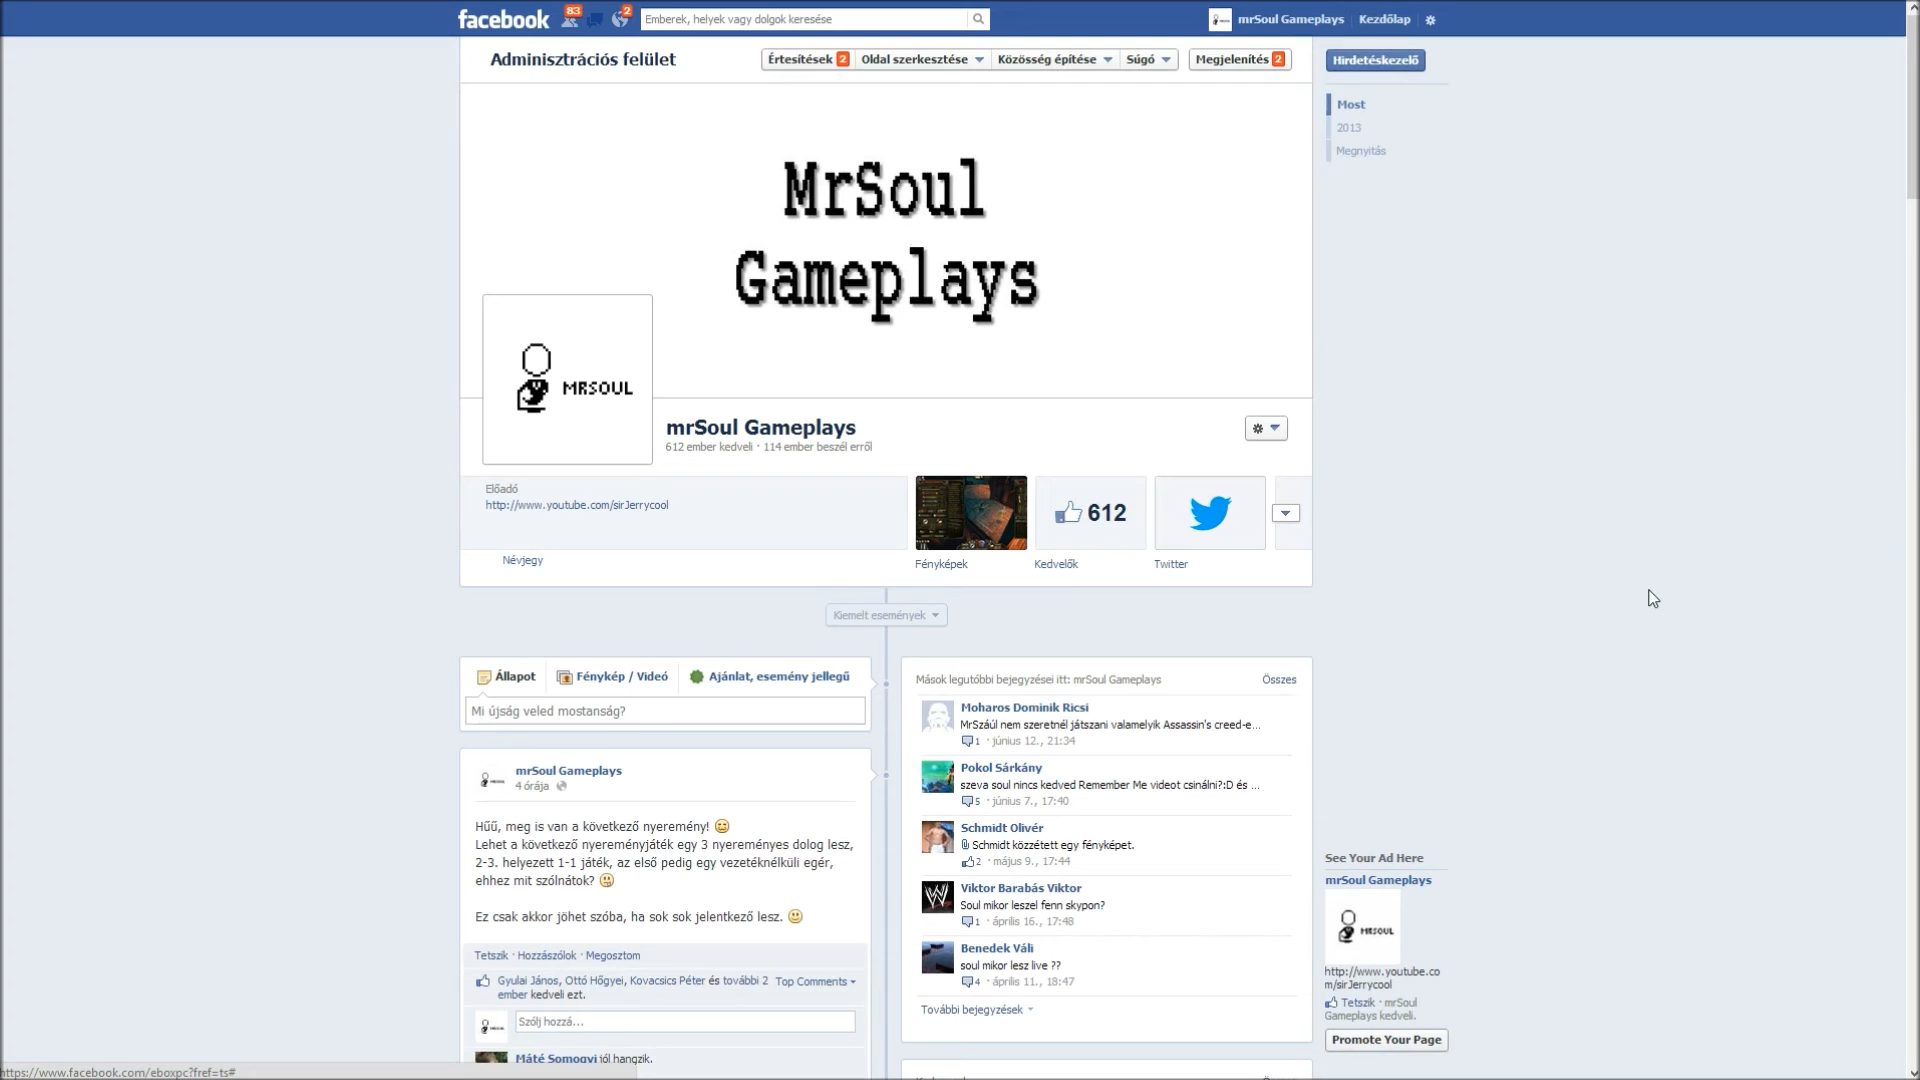 facebook 83 2 Emberek, helyek vagy dolgok keresése mrSoul Gameplays Kezdőlap
Adminisztrációs felület Értesítések 2 Oldal szerkesztése Közösség építése Súgó Megjelenítés 2
Hirdetéskezelő
Most
2013
Megnyitás
MrSoul
Gameplays
MRSOUL
mrSoul Gameplays
612 ember kedveli · 114 ember beszél erről
Előadó
http://www.youtube.com/sirJerrycool
Névjegy
612
Fényképek Kedvelők Twitter
Kiemelt események
Állapot Fénykép / Videó Ajánlat, esemény jellegű
Mi újság veled mostanság?
mrSoul Gameplays
4 órája
Hűű, meg is van a következő nyeremény!
Lehet a következő nyereményjáték egy 3 nyereményes dolog lesz,
2-3. helyezett 1-1 játék, az első pedig egy vezetéknélküli egér,
ehhez mit szólnátok?
Ez csak akkor jöhet szóba, ha sok sok jelentkező lesz.
Tetszik · Hozzászólok · Megosztom
Gyulai János, Ottó Hőgyei, Kovacsics Péter és további 2
ember kedveli ezt.
Top Comments
Szólj hozzá...
Máté Somogyi jól hangzik.
Mások legutóbbi bejegyzései itt: mrSoul Gameplays Összes
Moharos Dominik Ricsi
MrSzáúl nem szeretnél játszani valamelyik Assassin's creed-e...
1 · június 12., 21:34
Pokol Sárkány
szeva soul nincs kedved Remember Me videot csinálni?:D és ...
5 · június 7., 17:40
Schmidt Olivér
Schmidt közzétett egy fényképet.
2 · május 9., 17:44
Viktor Barabás Viktor
Soul mikor leszel fenn skypon?
1 · április 16., 17:48
Benedek Váli
soul mikor lesz live ??
4 · április 11., 18:47
További bejegyzések
See Your Ad Here
mrSoul Gameplays
MRSOUL
http://www.youtube.co
m/sirJerrycool
Tetszik · mrSoul
Gameplays kedveli.
Promote Your Page
https://www.facebook.com/eboxpc?fref=ts#